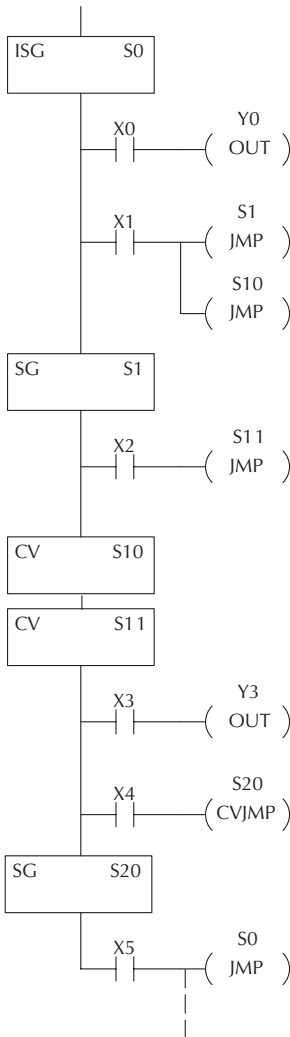 ISG S0
Y0
X0
OUT
S1
X1
JMP
S10
JMP
SG S1
S11
X2
JMP
CV S10
CV S11
Y3
X3
OUT
S20
X4
CVJMP
SG S20
S0
X5
JMP